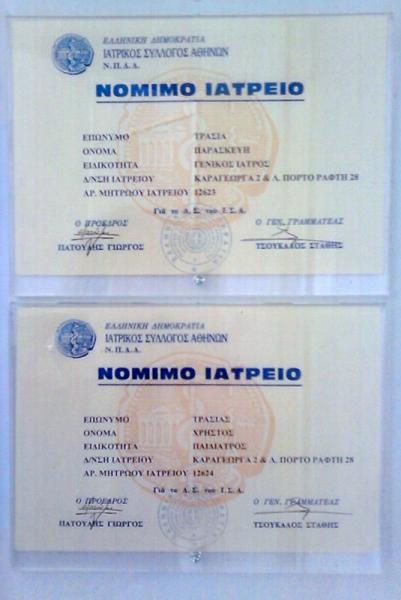 ΕΛΛΗΝΙΚΗ ΔΗΜΟΚΡΑΤΙΑ
ΙΑΤΡΙΚΟΣ ΣΥΛΛΟΓΟΣ ΑΘΗΝΩΝ
Ν.Π.Δ.Δ.
ΝΟΜΙΜΟ ΙΑΤΡΕΙΟ
ΕΠΩΝΥΜΟ ΤΡΑΣΙΑ
ΟΝΟΜΑ ΠΑΡΑΣΚΕΥΗ
ΕΙΔΙΚΟΤΗΤΑ ΓΕΝΙΚΟΣ ΙΑΤΡΟΣ
Δ/ΝΣΗ ΙΑΤΡΕΙΟΥ ΚΑΡΑΓΕΩΡΓΑ 2 & Λ. ΠΟΡΤΟ ΡΑΦΤΗ 28
ΑΡ. ΜΗΤΡΩΟΥ ΙΑΤΡΕΙΟΥ 12623
Γιά το Δ.Σ. του Ι.Σ.Α.
Ο ΠΡΟΕΔΡΟΣ Ο ΓΕΝ. ΓΡΑΜΜΑΤΕΑΣ
ΠΑΤΟΥΛΗΣ ΓΙΩΡΓΟΣ ΤΣΟΥΚΑΛΟΣ ΣΤΑΘΗΣ
ΕΛΛΗΝΙΚΗ ΔΗΜΟΚΡΑΤΙΑ
ΙΑΤΡΙΚΟΣ ΣΥΛΛΟΓΟΣ ΑΘΗΝΩΝ
Ν.Π.Δ.Δ.
ΝΟΜΙΜΟ ΙΑΤΡΕΙΟ
ΕΠΩΝΥΜΟ ΤΡΑΣΙΑΣ
ΟΝΟΜΑ ΧΡΗΣΤΟΣ
ΕΙΔΙΚΟΤΗΤΑ ΠΑΙΔΙΑΤΡΟΣ
Δ/ΝΣΗ ΙΑΤΡΕΙΟΥ ΚΑΡΑΓΕΩΡΓΑ 2 & Λ. ΠΟΡΤΟ ΡΑΦΤΗ 28
ΑΡ. ΜΗΤΡΩΟΥ ΙΑΤΡΕΙΟΥ 12624
Γιά το Δ.Σ. του Ι.Σ.Α.
Ο ΠΡΟΕΔΡΟΣ Ο ΓΕΝ. ΓΡΑΜΜΑΤΕΑΣ
ΠΑΤΟΥΛΗΣ ΓΙΩΡΓΟΣ ΤΣΟΥΚΑΛΟΣ ΣΤΑΘΗΣ